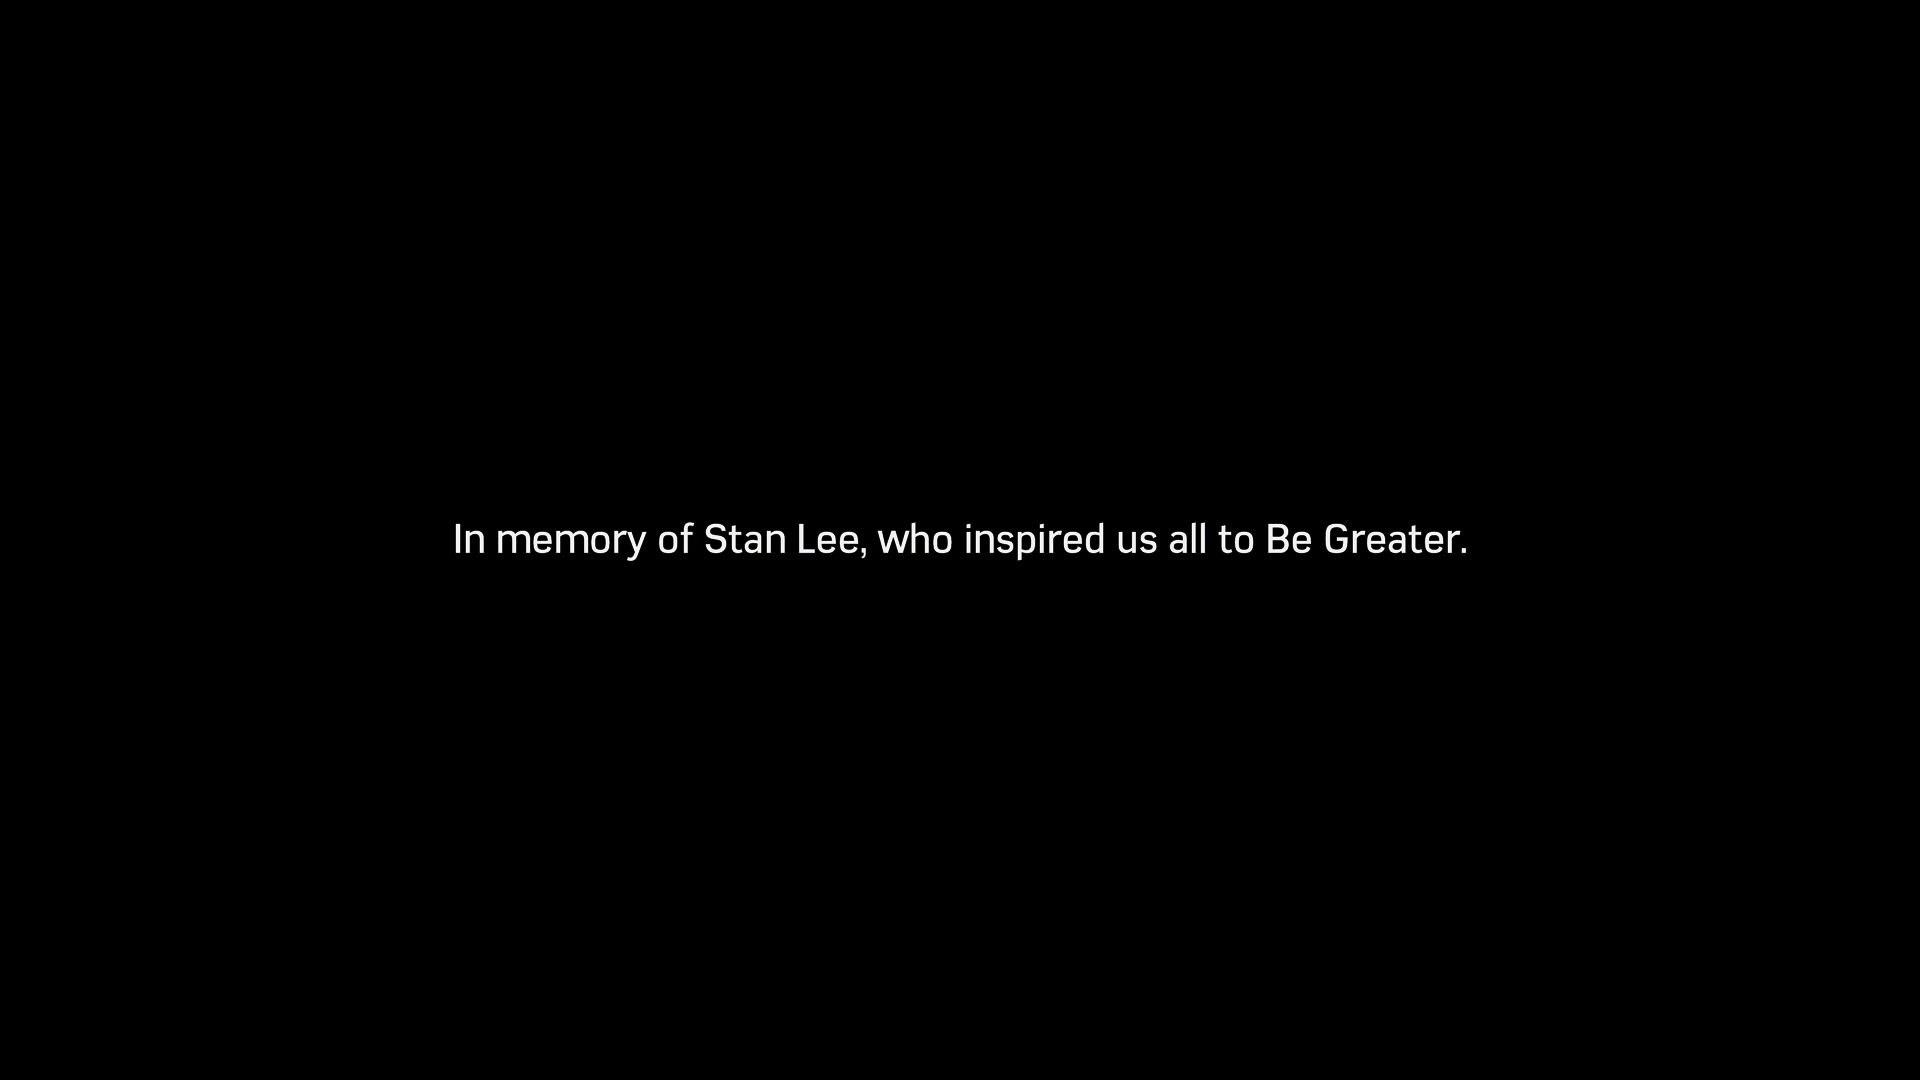 In memory of Stan Lee, who inspired us all to Be Greater.